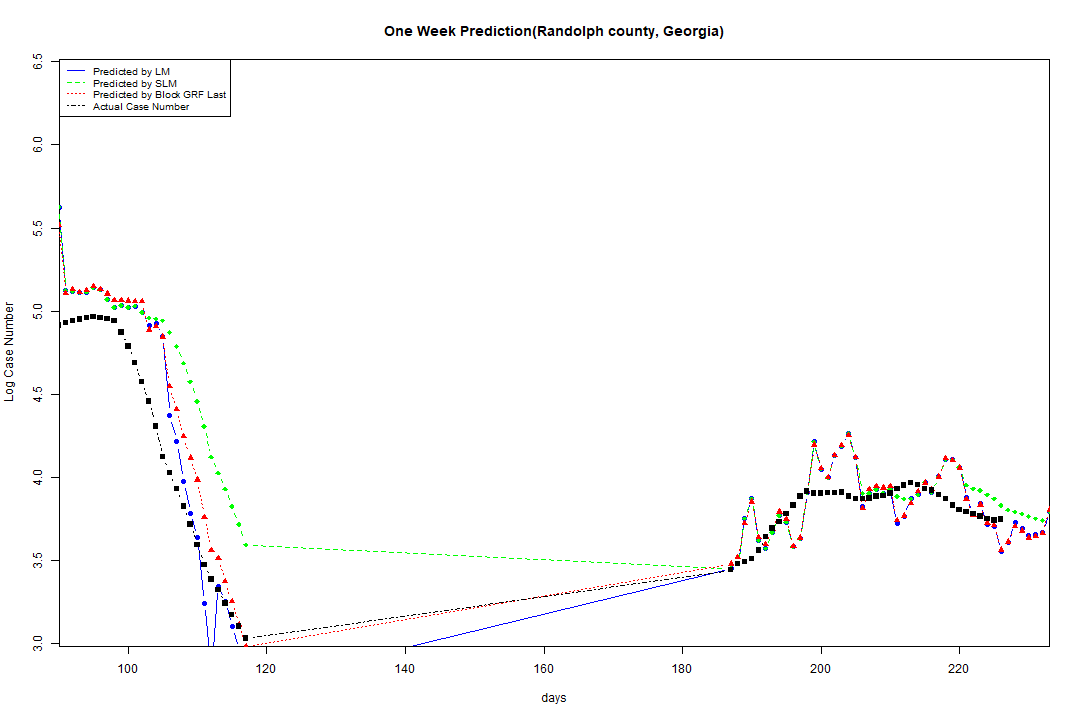 One Week Prediction(Randolph county, Georgia)
Predicted by LM
Predicted by SLM
Predicted by Block GRF Last
Actual Case Number
6.5
6.0
5.5
5.0
4.5
4.0
3.5
3.0
Log Case Number
100 120 140 160 180 200 220
days